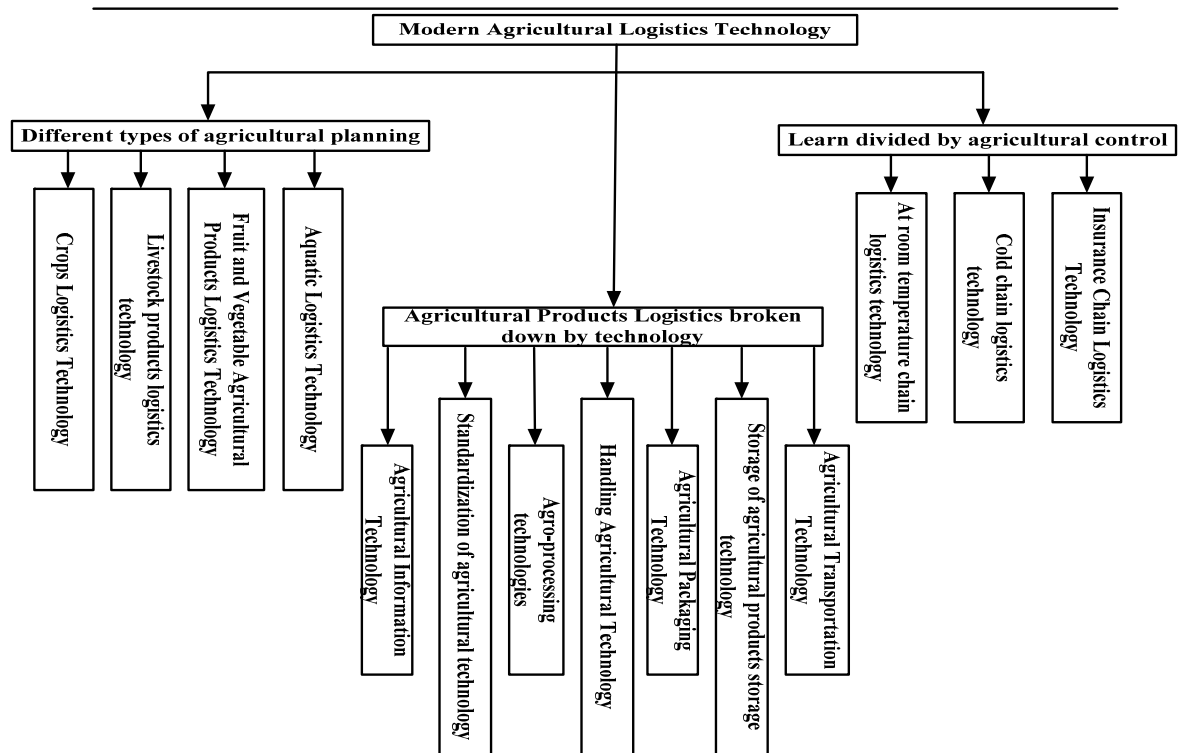 Modern Agricultural Logistics Technology
Different types of agricultural planning
Learn divided by agricultural control
Crops Logistics Technology
Livestock products logistics
technology
Fruit and Vegetable Agricultural
Products Logistics Technology
Aquatic Logistics Technology
At room temperature chain
logistics technology
Cold chain logistics
technology
Insurance Chain Logistics
Technology
Agricultural Products Logistics broken
down by technology
Agricultural Information
Technology
Standardization of agricultural technology
Agro-processing
technologies
Handling Agricultural Technology
Agricultural Packaging
Technology
Storage of agricultural products storage
technology
Agricultural Transportation
Technology